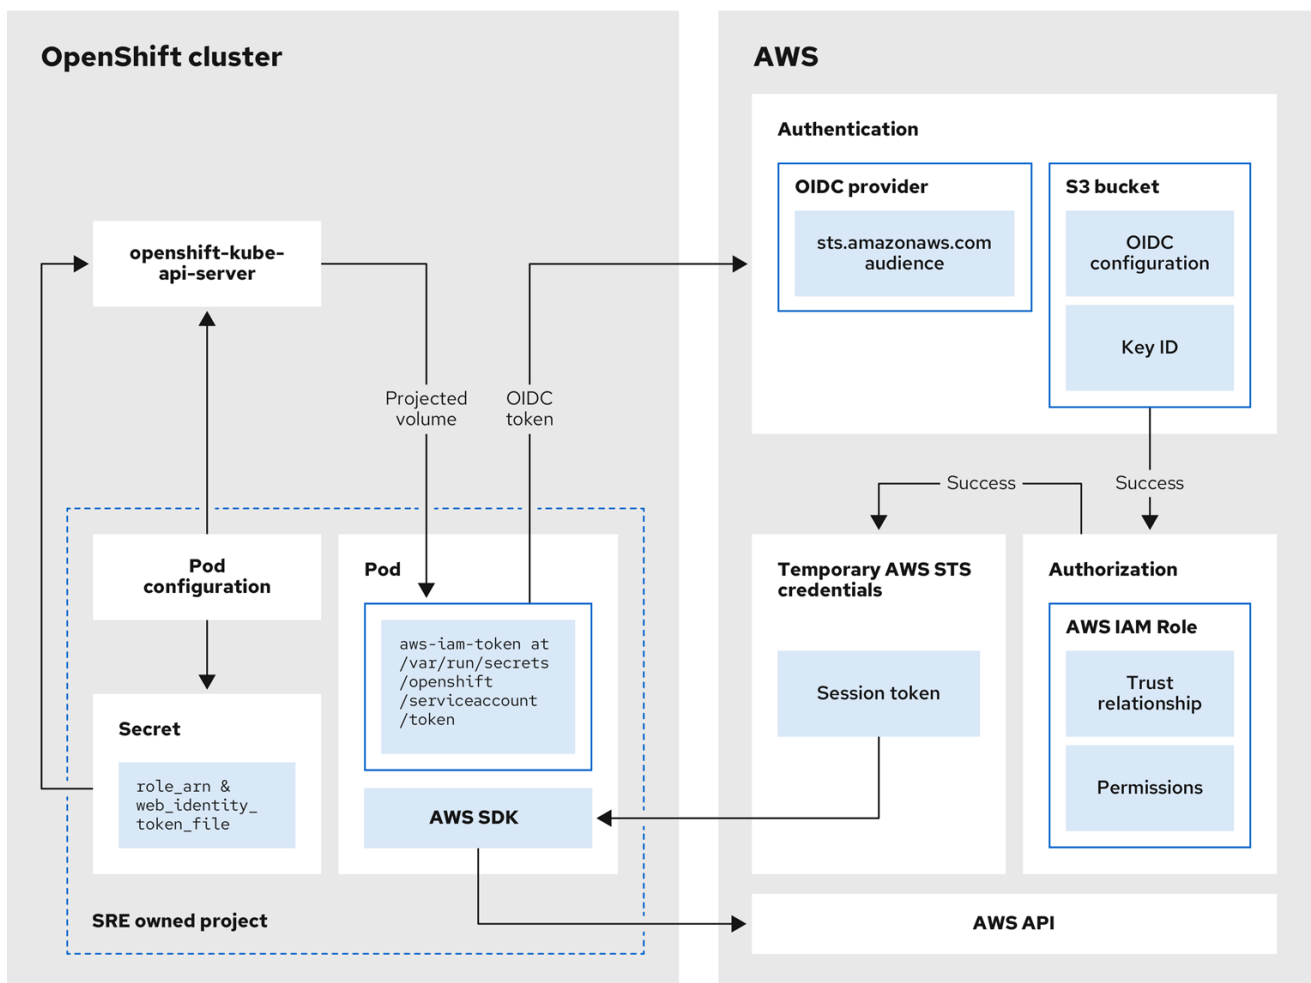 OpenShift cluster
openshift-kube-
api-server
Projected
volume
OIDC
token
Pod
configuration
Secret
role_arn &
web_identity_
token_file
Pod
aws-iam-token at
/var/run/secrets
/openshift
/serviceaccount
/token
AWS SDK
SRE owned project
AWS
Authentication
OIDC provider
sts.amazonaws.com
audience
S3 bucket
OIDC
configuration
Key ID
Success
Success
Temporary AWS STS
credentials
Session token
Authorization
AWS IAM Role
Trust
relationship
Permissions
AWS API